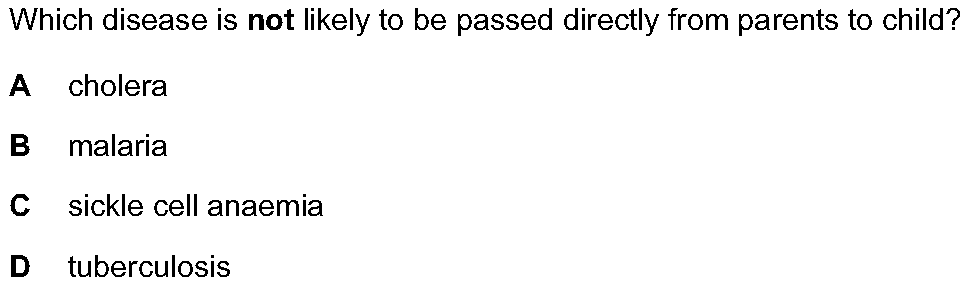 Which disease is not likely to be passed directly from parents to child?
A cholera
B malaria
C sickle cell anaemia
D tuberculosis